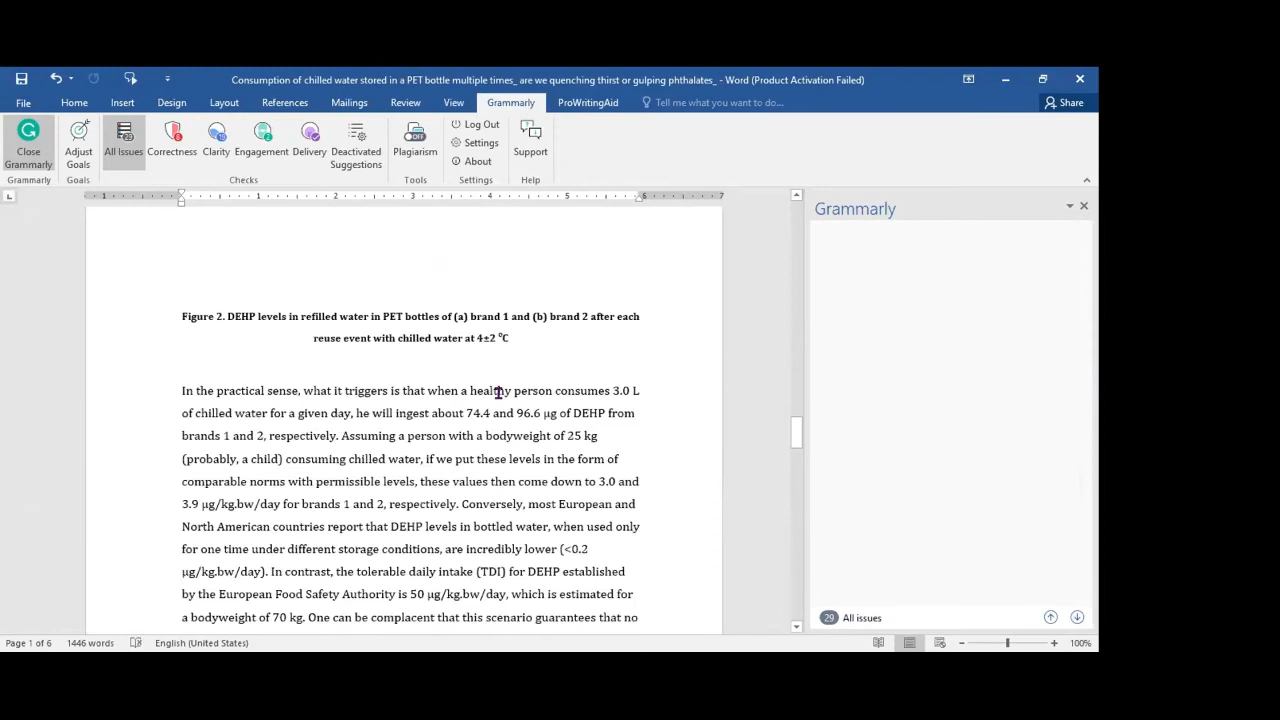 Consumption of chilled water stored in a PET bottle multiple times_ are we quenching thirst or gulping phthalates_ - Word (Product Activation Failed)
File Home Insert Design Layout References Mailings Review View Grammarly ProWritingAid Tell me what you want to do... Share
Close Grammarly
Adjust Goals
All Issues
Correctness
Clarity
Engagement
Delivery
Deactivated Suggestions
OFF
Plagiarism
Log Out
Settings
About
Support
Grammarly Goals Checks Tools Settings Help
1 1 2 3 4 5 6 7
Grammarly
Figure 2. DEHP levels in refilled water in PET bottles of (a) brand 1 and (b) brand 2 after each
reuse event with chilled water at 4±2 ⁰C
In the practical sense, what it triggers is that when a healthy person consumes 3.0 L
of chilled water for a given day, he will ingest about 74.4 and 96.6 µg of DEHP from
brands 1 and 2, respectively. Assuming a person with a bodyweight of 25 kg
(probably, a child) consuming chilled water, if we put these levels in the form of
comparable norms with permissible levels, these values then come down to 3.0 and
3.9 µg/kg.bw/day for brands 1 and 2, respectively. Conversely, most European and
North American countries report that DEHP levels in bottled water, when used only
for one time under different storage conditions, are incredibly lower (<0.2
µg/kg.bw/day). In contrast, the tolerable daily intake (TDI) for DEHP established
by the European Food Safety Authority is 50 µg/kg.bw/day, which is estimated for
a bodyweight of 70 kg. One can be complacent that this scenario guarantees that no
29 All issues
Page 1 of 6 1446 words English (United States) 100%